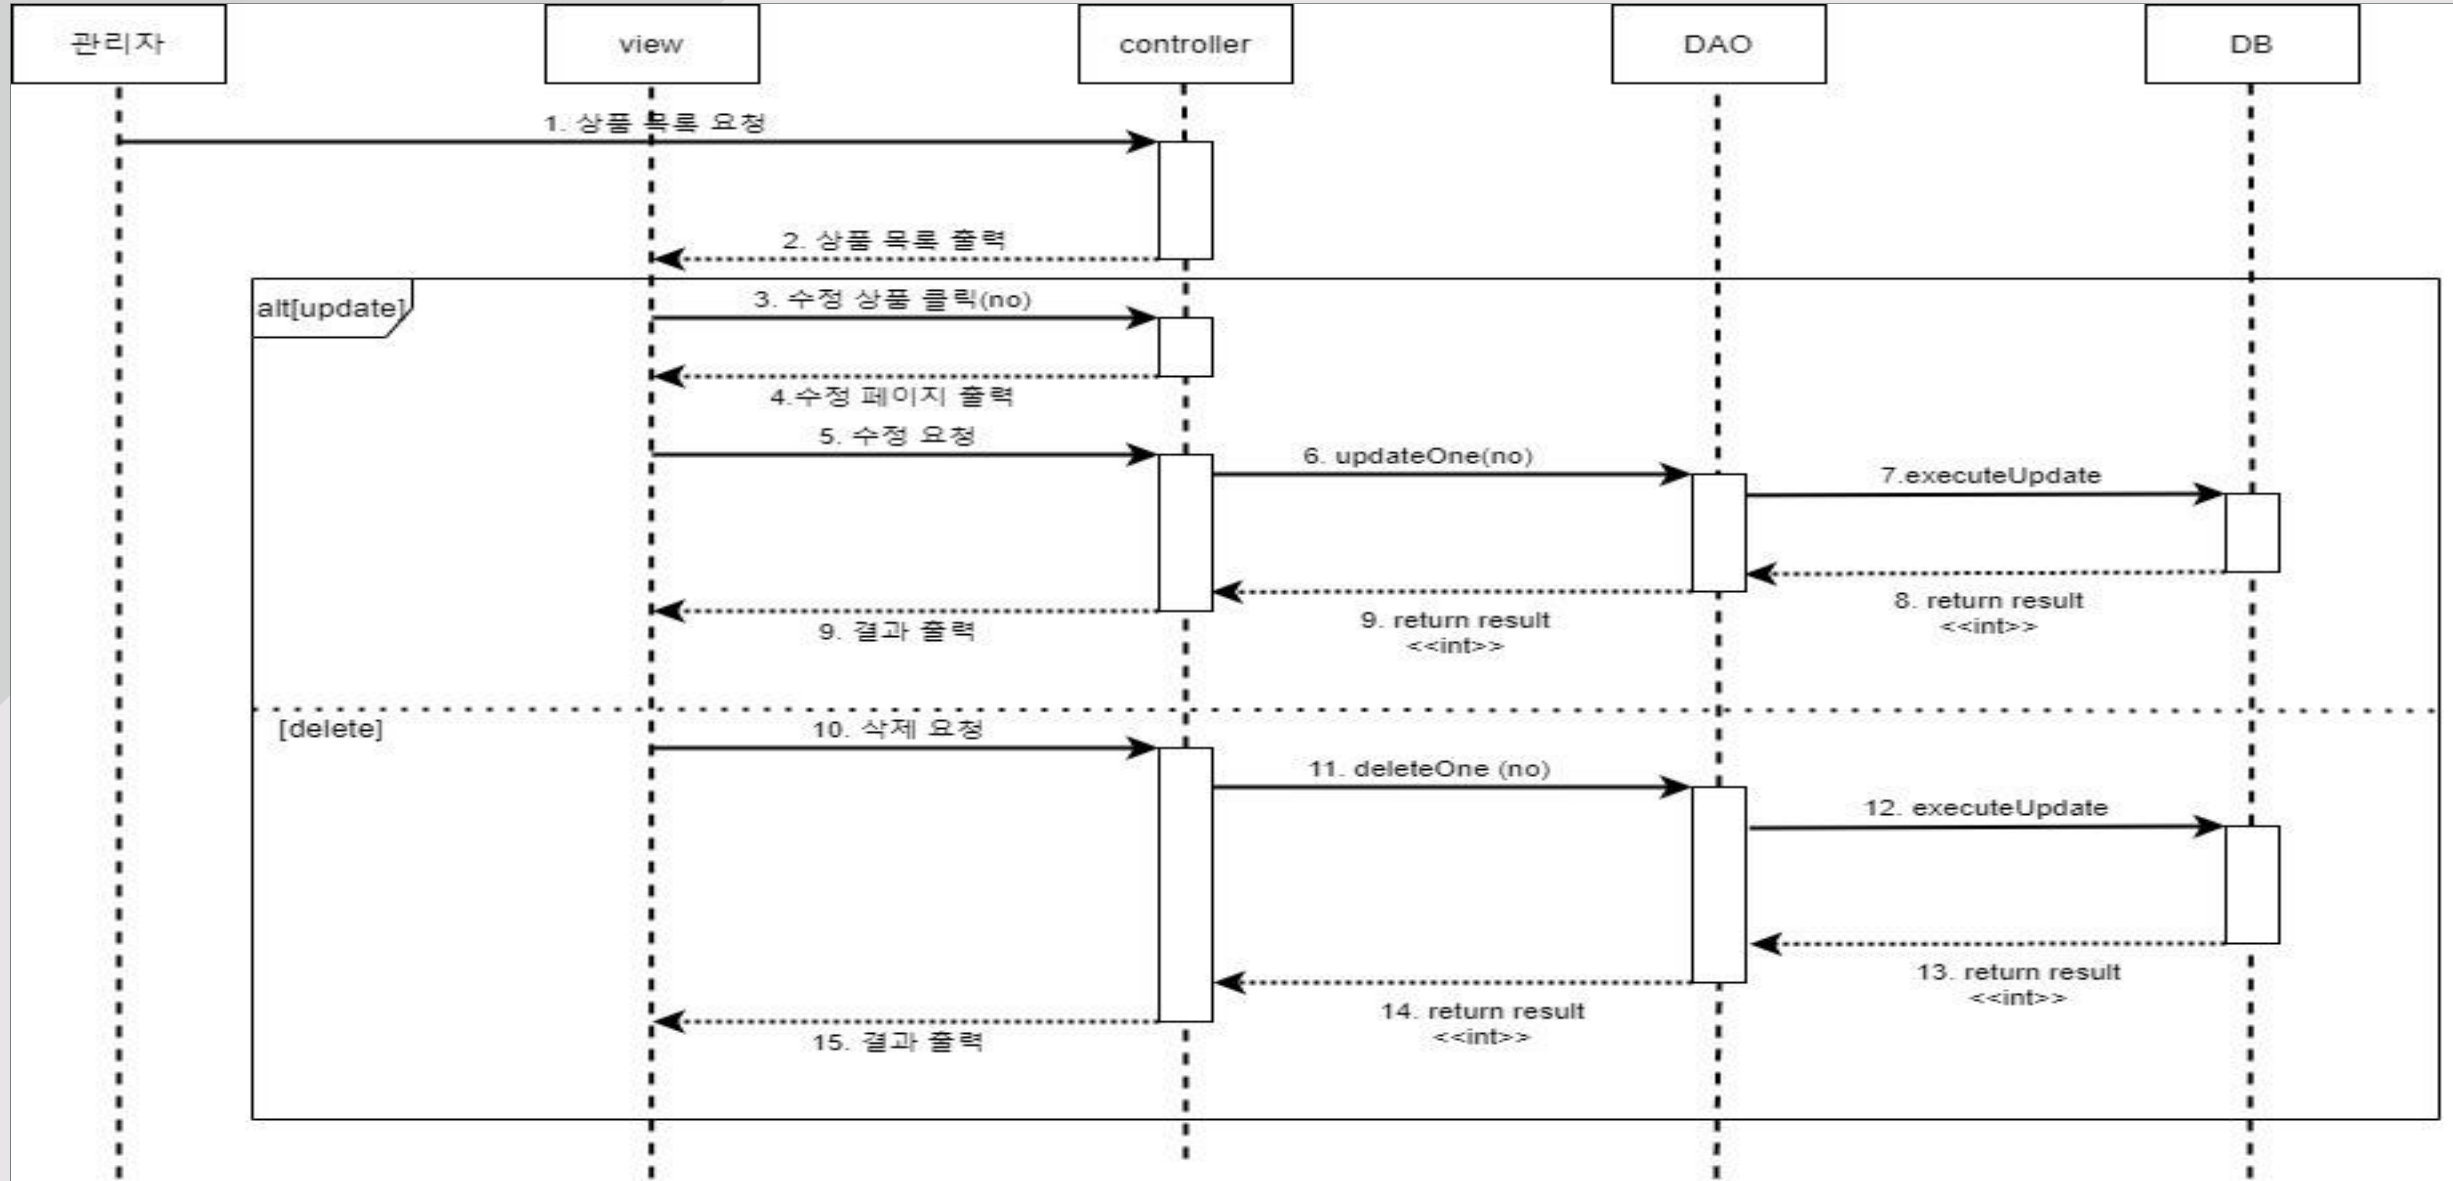 관리자
view
controller
DAO
DB
1. 상품 목록 요청
2. 상품 목록 출력
alt[update]
3. 수정 상품 클릭(no)
4.수정 페이지 출력
5. 수정 요청
6. updateOne(no)
7.executeUpdate
8. return result
<<int>>
9. return result
<<int>>
9. 결과 출력
[delete]
10. 삭제 요청
11. deleteOne (no)
12. executeUpdate
13. return result
<<int>>
14. return result
<<int>>
15. 결과 출력